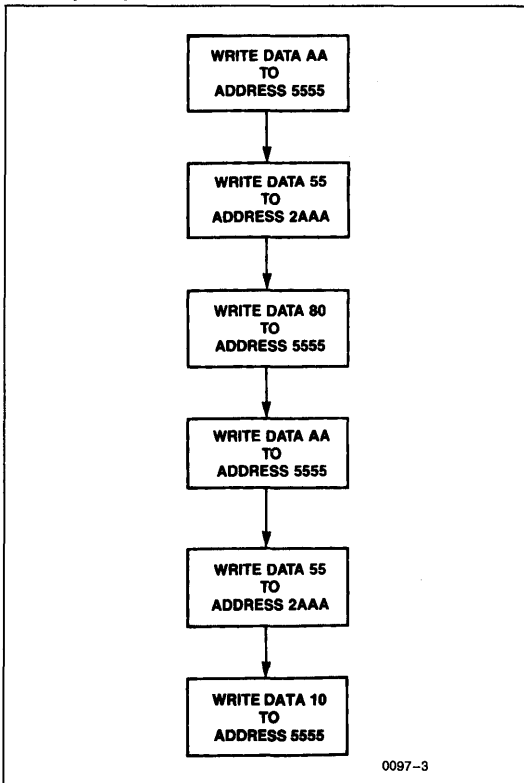 WRITE DATA AA
TO
ADDRESS 5555
WRITE DATA 55
TO
ADDRESS 2AAA
WRITE DATA 80
TO
ADDRESS 5555
WRITE DATA AA
TO
ADDRESS 5555
WRITE DATA 55
TO
ADDRESS 2AAA
WRITE DATA 10
TO
ADDRESS 5555
0097–3